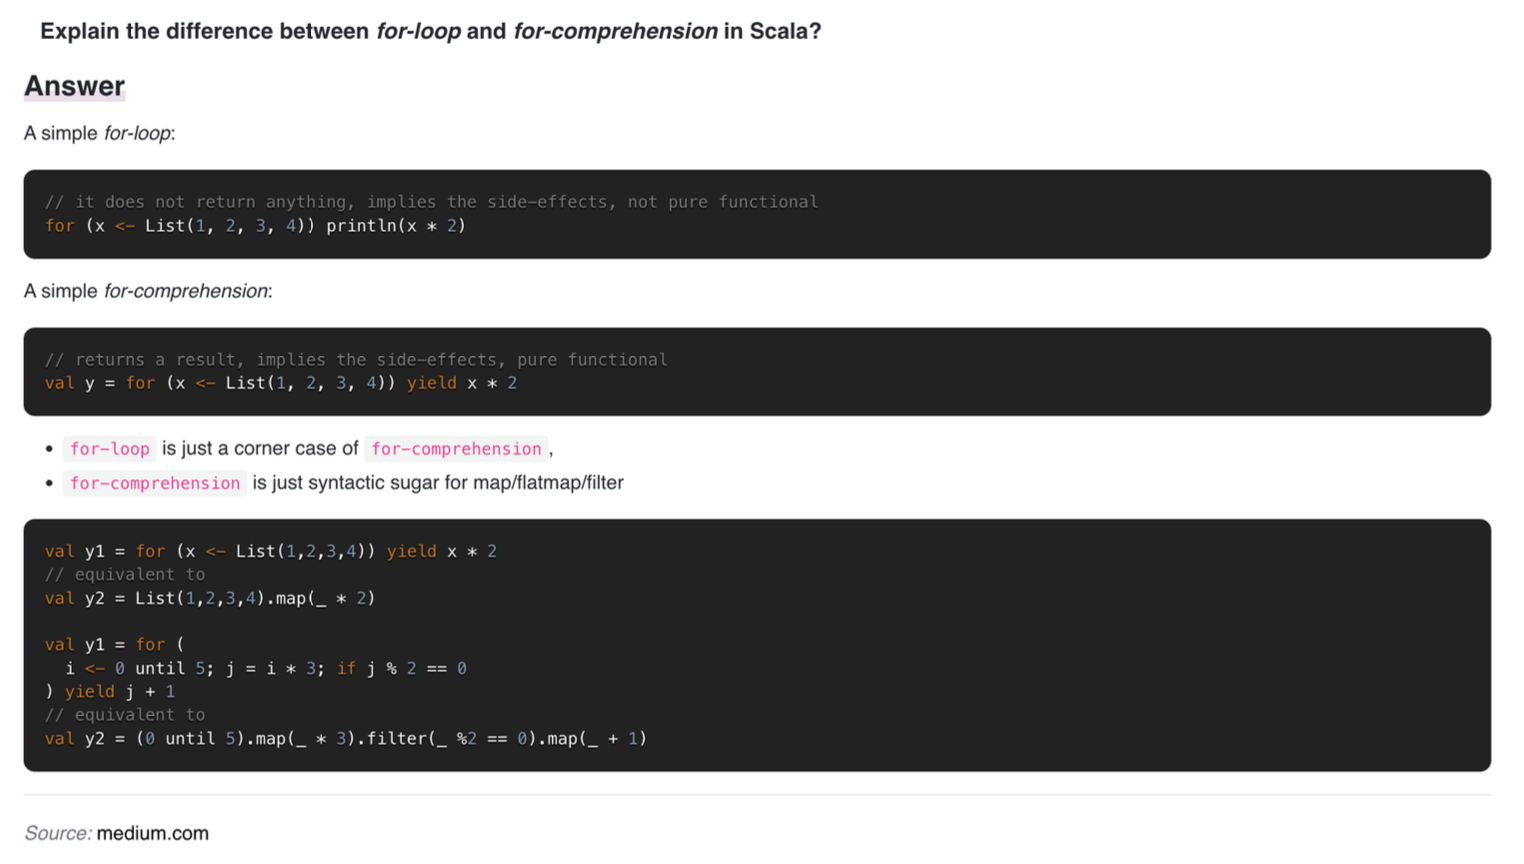 Explain the difference between for-loop and for-comprehension in Scala?
Answer
A simple for-loop:
// it does not return anything, implies the side-effects, not pure functional
for (x <- List(1, 2, 3, 4)) println(x * 2)
A simple for-comprehension:
// returns a result, implies the side-effects, pure functional
val y = for (x <- List(1, 2, 3, 4)) yield x * 2
• for-loop is just a corner case of for-comprehension ,
• for-comprehension is just syntactic sugar for map/flatmap/filter
val y1 = for (x <- List(1,2,3,4)) yield x * 2
// equivalent to
val y2 = List(1,2,3,4).map(_ * 2)
val y1 = for (
  i <- 0 until 5; j = i * 3; if j % 2 == 0
) yield j + 1
// equivalent to
val y2 = (0 until 5).map(_ * 3).filter(_ %2 == 0).map(_ + 1)
Source: medium.com